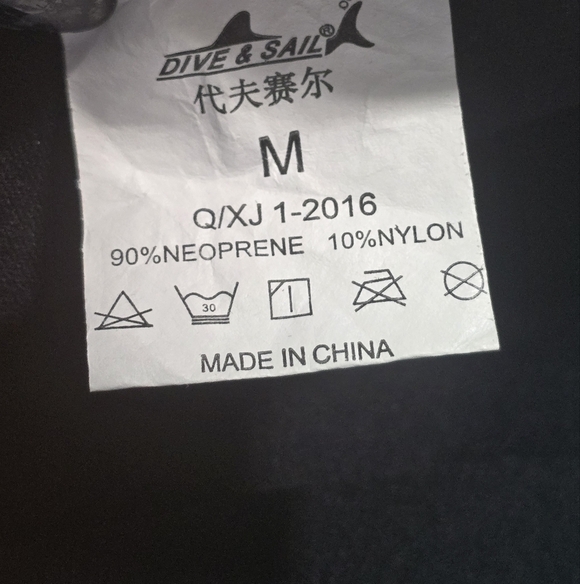 DIVE & SAIL®
代夫赛尔
M
Q/XJ 1-2016
90%NEOPRENE 10%NYLON
30
MADE IN CHINA